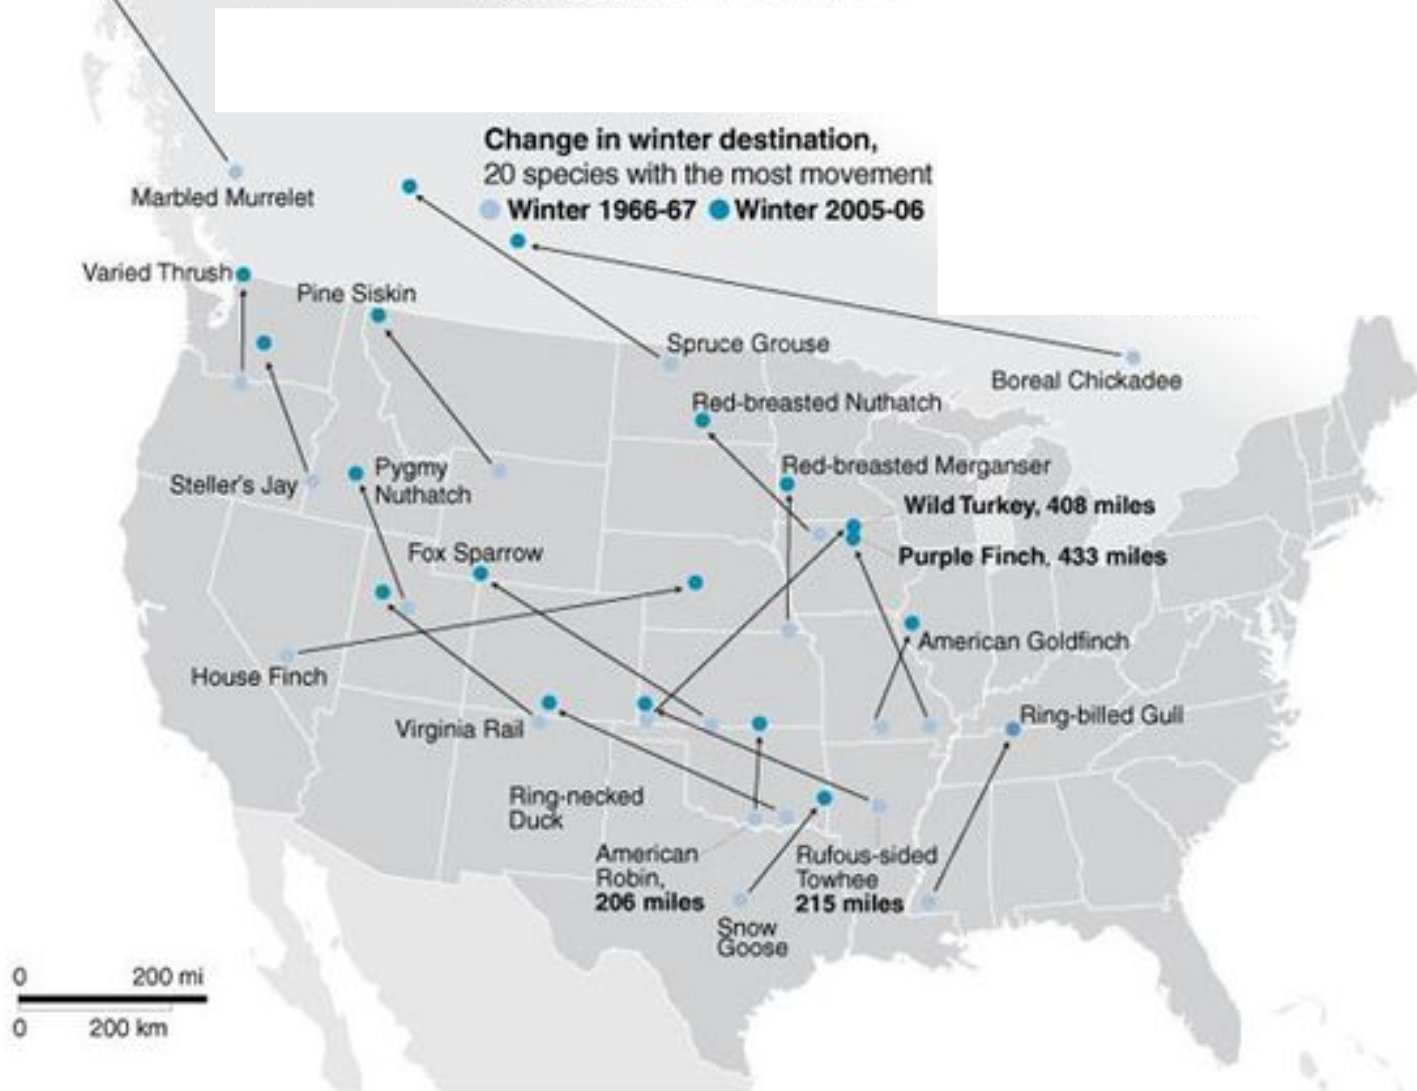 Change in winter destination,
20 species with the most movement
Winter 1966-67 Winter 2005-06
Marbled Murrelet
Varied Thrush
Pine Siskin
Spruce Grouse
Boreal Chickadee
Red-breasted Nuthatch
Steller's Jay
Pygmy
Nuthatch
Red-breasted Merganser
Wild Turkey, 408 miles
Fox Sparrow
Purple Finch, 433 miles
American Goldfinch
House Finch
Virginia Rail
Ring-billed Gull
Ring-necked
Duck
American
Robin,
206 miles
Rufous-sided
Towhee
215 miles
Snow
Goose
0 200 mi
0 200 km